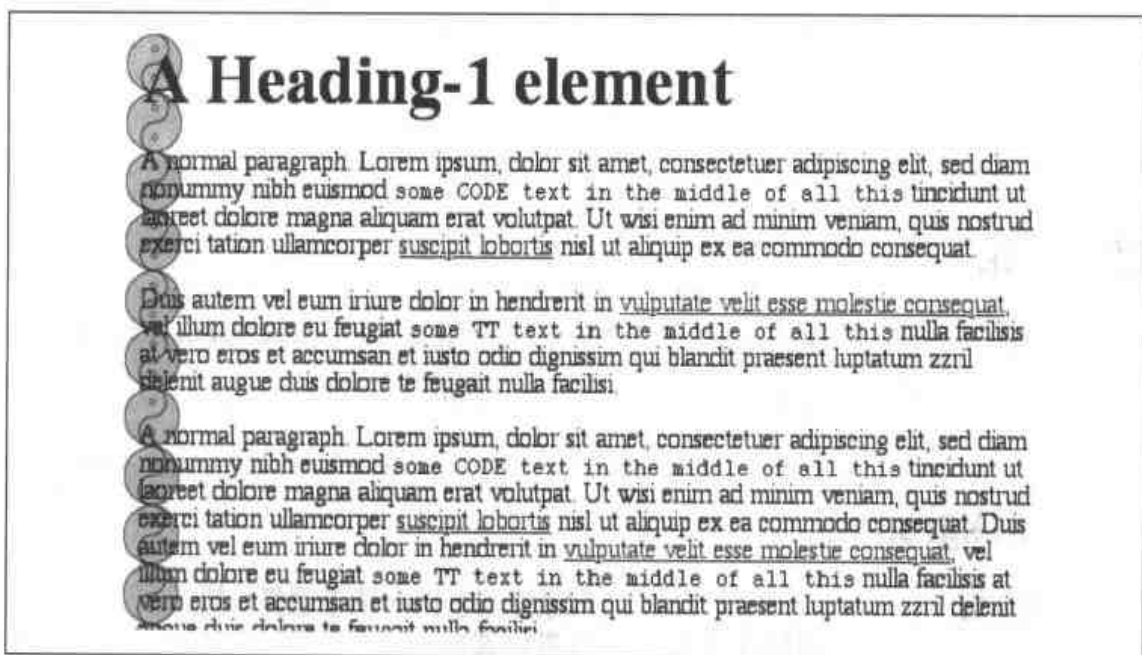 A Heading-1 element
A normal paragraph. Lorem ipsum, dolor sit amet, consectetuer adipiscing elit, sed diam
nonummy nibh euismod some CODE text in the middle of all this tincidunt ut
laoreet dolore magna aliquam erat volutpat. Ut wisi enim ad minim veniam, quis nostrud
exerci tation ullamcorper suscipit lobortis nisl ut aliquip ex ea commodo consequat.
Duis autem vel eum iriure dolor in hendrerit in vulputate velit esse molestie consequat,
vel illum dolore eu feugiat some TT text in the middle of all this nulla facilisis
at vero eros et accumsan et iusto odio dignissim qui blandit praesent luptatum zzril
delenit augue duis dolore te feugait nulla facilisi.
A normal paragraph. Lorem ipsum, dolor sit amet, consectetuer adipiscing elit, sed diam
nonummy nibh euismod some CODE text in the middle of all this tincidunt ut
laoreet dolore magna aliquam erat volutpat. Ut wisi enim ad minim veniam, quis nostrud
exerci tation ullamcorper suscipit lobortis nisl ut aliquip ex ea commodo consequat. Duis
autem vel eum iriure dolor in hendrerit in vulputate velit esse molestie consequat, vel
illum dolore eu feugiat some TT text in the middle of all this nulla facilisis at
vero eros et accumsan et iusto odio dignissim qui blandit praesent luptatum zzril delenit
augue duis dolore te feugait nulla facilisi.